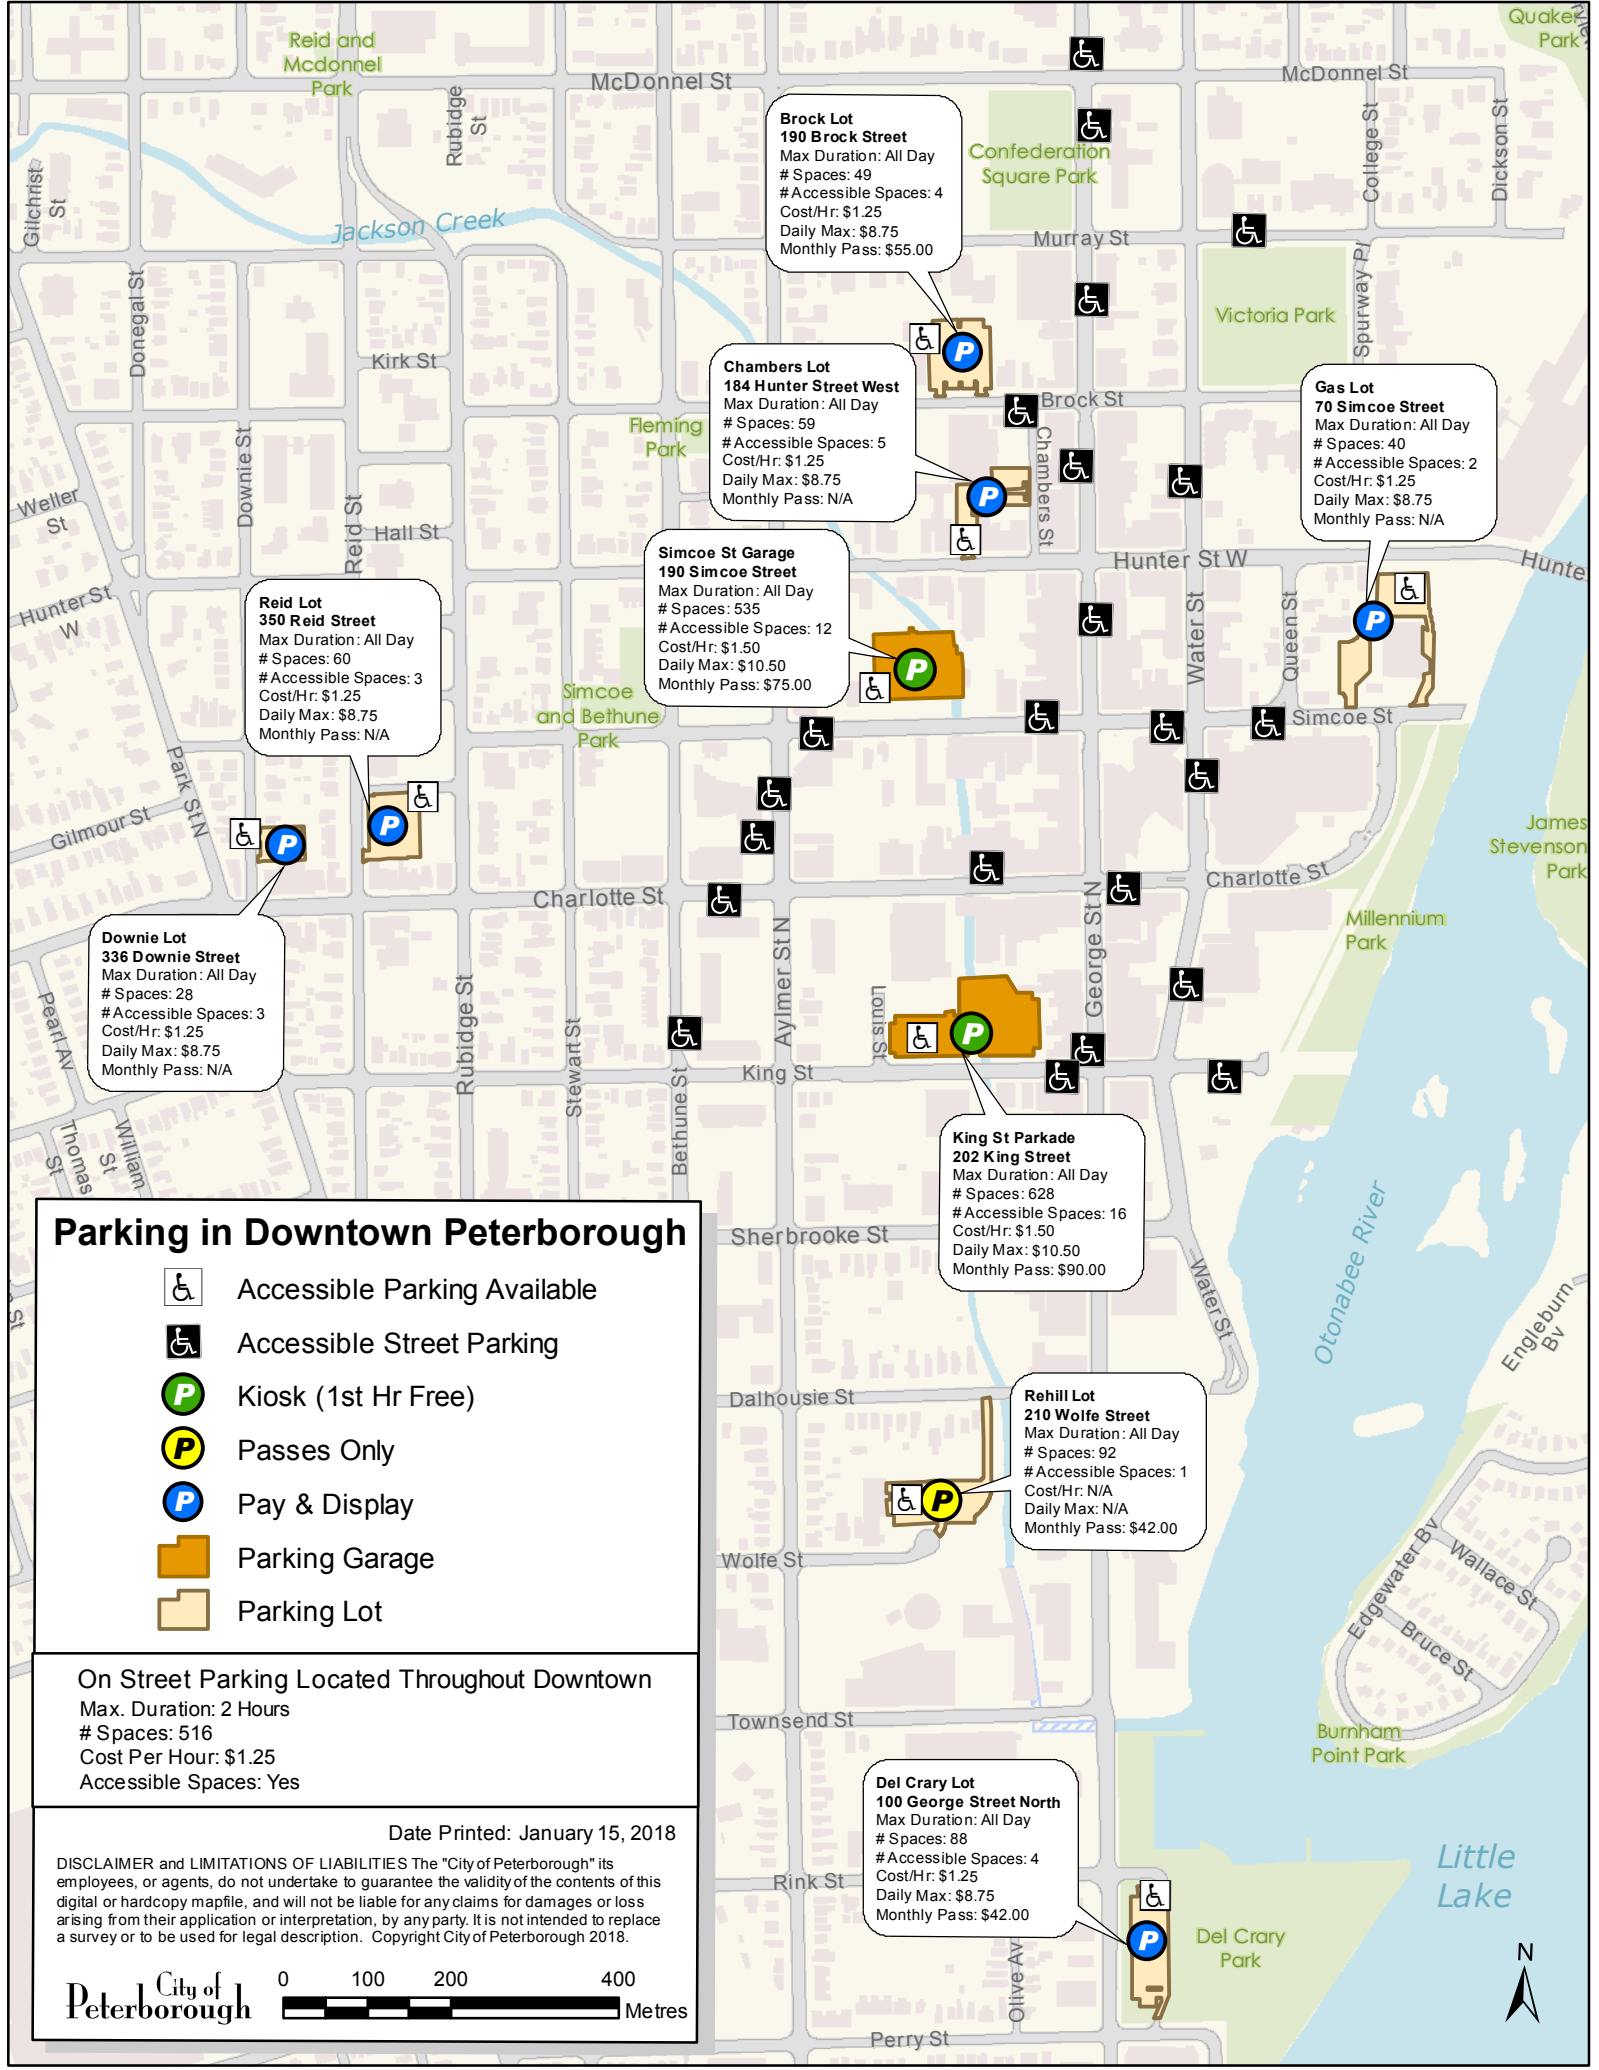 Quaker
Park
Reid and
Mcdonnel
Park
McDonnel St
McDonnel St
Rubidge
St
College St
Dickson St
Gilchrist
St
Jackson Creek
Brock Lot
190 Brock Street
Max Duration: All Day
# Spaces: 49
# Accessible Spaces: 4
Cost/Hr: $1.25
Daily Max: $8.75
Monthly Pass: $55.00
Confederation
Square Park
Murray St
Donegal St
Kirk St
Victoria Park
Spurway Pl
Chambers Lot
184 Hunter Street West
Max Duration: All Day
# Spaces: 59
# Accessible Spaces: 5
Cost/Hr: $1.25
Daily Max: $8.75
Monthly Pass: N/A
Brock St
Chambers St
Gas Lot
70 Simcoe Street
Max Duration: All Day
# Spaces: 40
# Accessible Spaces: 2
Cost/Hr: $1.25
Daily Max: $8.75
Monthly Pass: N/A
Fleming
Park
Downie St
Weller
St
Reid St
Hall St
Hunter St W
Hunte
Simcoe St Garage
190 Simcoe Street
Max Duration: All Day
# Spaces: 535
# Accessible Spaces: 12
Cost/Hr: $1.50
Daily Max: $10.50
Monthly Pass: $75.00
Hunter St
W
Reid Lot
350 Reid Street
Max Duration: All Day
# Spaces: 60
# Accessible Spaces: 3
Cost/Hr: $1.25
Daily Max: $8.75
Monthly Pass: N/A
Water St
Queen St
Simcoe
and Bethune
Park
Simcoe St
Park St N
Gilmour St
James
Stevenson
Park
Charlotte St
Charlotte St
Millennium
Park
Downie Lot
336 Downie Street
Max Duration: All Day
# Spaces: 28
# Accessible Spaces: 3
Cost/Hr: $1.25
Daily Max: $8.75
Monthly Pass: N/A
Pearl Av
Rubidge St
Stewart St
Bethune St
Aylmer St N
Louis St
George St N
King St
Thomas
St
William
St
King St Parkade
202 King Street
Max Duration: All Day
# Spaces: 628
# Accessible Spaces: 16
Cost/Hr: $1.50
Daily Max: $10.50
Monthly Pass: $90.00
Sherbrooke St
Water St
Otonabee River
Engleburn
Bv
St
Parking in Downtown Peterborough
Accessible Parking Available
Accessible Street Parking
P Kiosk (1st Hr Free)
P Passes Only
P Pay & Display
Parking Garage
Parking Lot
Dalhousie St
Rehill Lot
210 Wolfe Street
Max Duration: All Day
# Spaces: 92
# Accessible Spaces: 1
Cost/Hr: N/A
Daily Max: N/A
Monthly Pass: $42.00
Wolfe St
Edgewater Bv
Wallace St
Bruce St
On Street Parking Located Throughout Downtown
Max. Duration: 2 Hours
# Spaces: 516
Cost Per Hour: $1.25
Accessible Spaces: Yes
Townsend St
Burnham
Point Park
Del Crary Lot
100 George Street North
Max Duration: All Day
# Spaces: 88
# Accessible Spaces: 4
Cost/Hr: $1.25
Daily Max: $8.75
Monthly Pass: $42.00
Rink St
Olive Av
Perry St
Del Crary
Park
Little
Lake
N
Date Printed: January 15, 2018
DISCLAIMER and LIMITATIONS OF LIABILITIES The "City of Peterborough" its
employees, or agents, do not undertake to guarantee the validity of the contents of this
digital or hardcopy mapfile, and will not be liable for any claims for damages or loss
arising from their application or interpretation, by any party. It is not intended to replace
a survey or to be used for legal description. Copyright City of Peterborough 2018.
City of
Peterborough
0 100 200 400
Metres